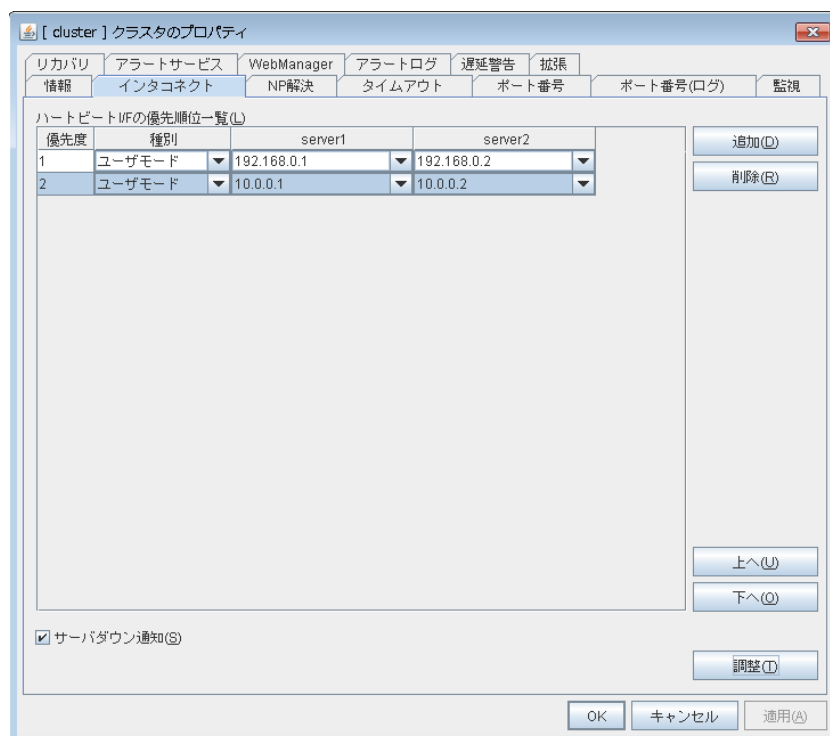 [ cluster ] クラスタのプロパティ
リカバリ アラートサービス WebManager アラートログ 遅延警告 拡張
情報 インタコネクト NP解決 タイムアウト ポート番号 ポート番号(ログ) 監視
ハートビートI/Fの優先順位一覧(L)
優先度 種別 server1 server2 追加(D)
1 ユーザモード 192.168.0.1 192.168.0.2
2 ユーザモード 10.0.0.1 10.0.0.2 削除(R)
上へ(U)
下へ(O)
サーバダウン通知(S)
調整(T)
OK キャンセル 適用(A)